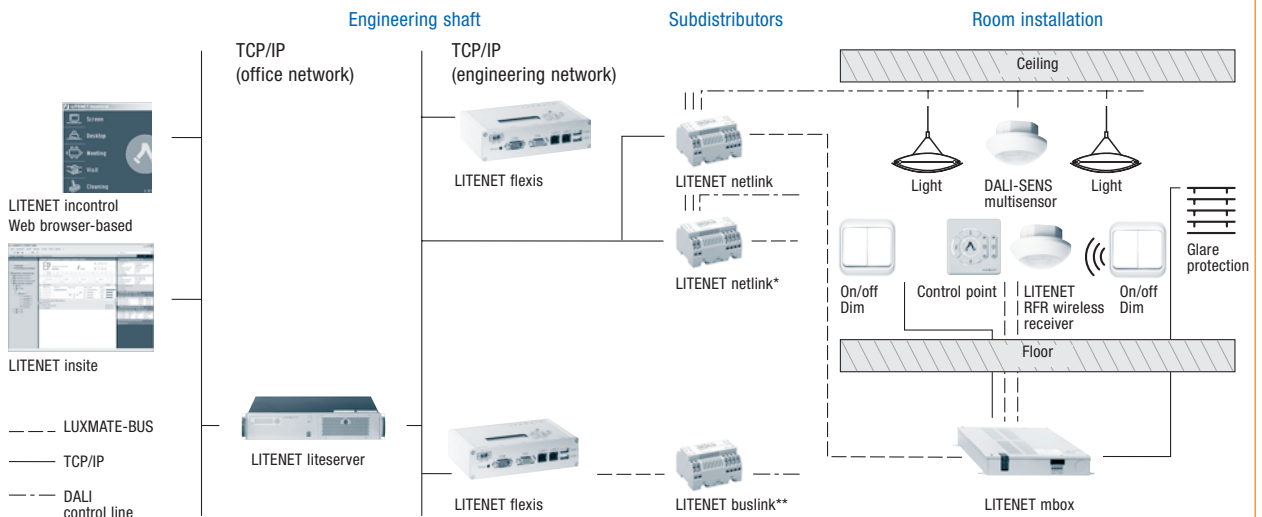 Engineering shaft
Subdistributors
Room installation
TCP/IP
(office network)
TCP/IP
(engineering network)
Ceiling
Screen
Desktop
Meeting
Visit
Cleaning
LITENET incontrol
Web browser-based
LITENET flexis
LITENET netlink
Light
DALI-SENS
multisensor
Light
LITENET netlink*
Glare
protection
On/off
Dim
Control point
LITENET
RFR wireless
receiver
On/off
Dim
LITENET insite
Floor
LUXMATE-BUS
TCP/IP
DALI
control line
LITENET liteserver
LITENET flexis
LITENET buslink**
LITENET mbox